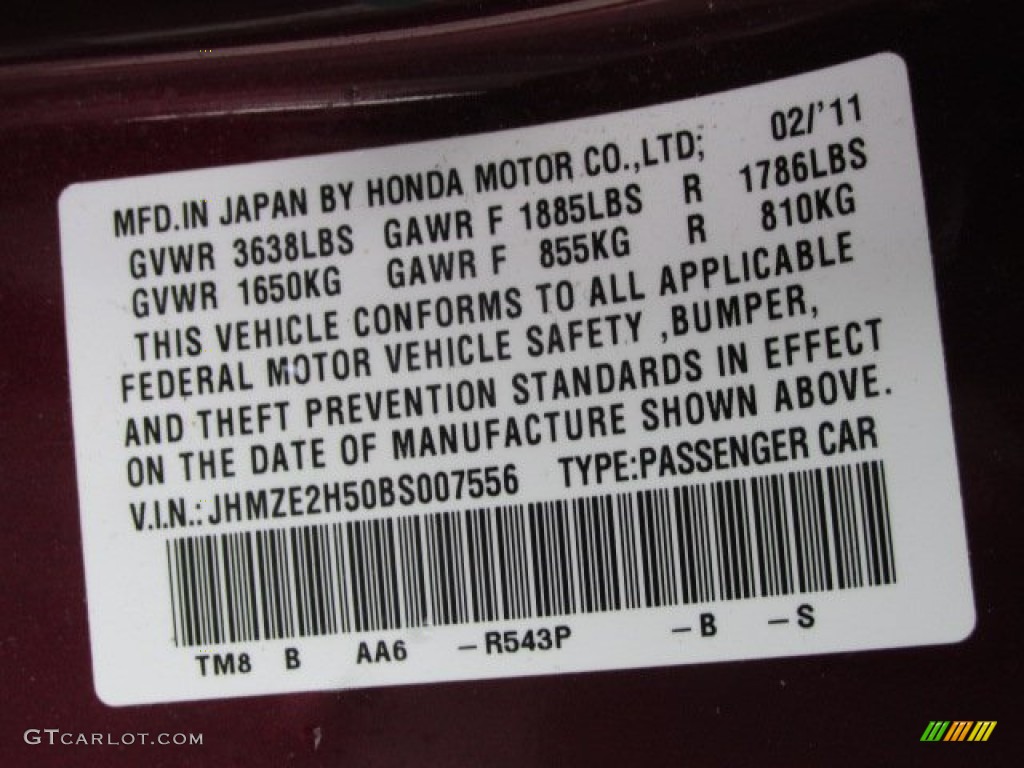 MFD.IN JAPAN BY HONDA MOTOR CO.,LTD; 02/'11
GVWR 3638LBS GAWR F 1885LBS R 1786LBS
GVWR 1650KG GAWR F 855KG R 810KG
THIS VEHICLE CONFORMS TO ALL APPLICABLE
FEDERAL MOTOR VEHICLE SAFETY ,BUMPER,
AND THEFT PREVENTION STANDARDS IN EFFECT
ON THE DATE OF MANUFACTURE SHOWN ABOVE.
V.I.N.: JHMZE2H50BS007556 TYPE:PASSENGER CAR
TM8 B AA6 –R543P –B –S
GTCARLOT.COM